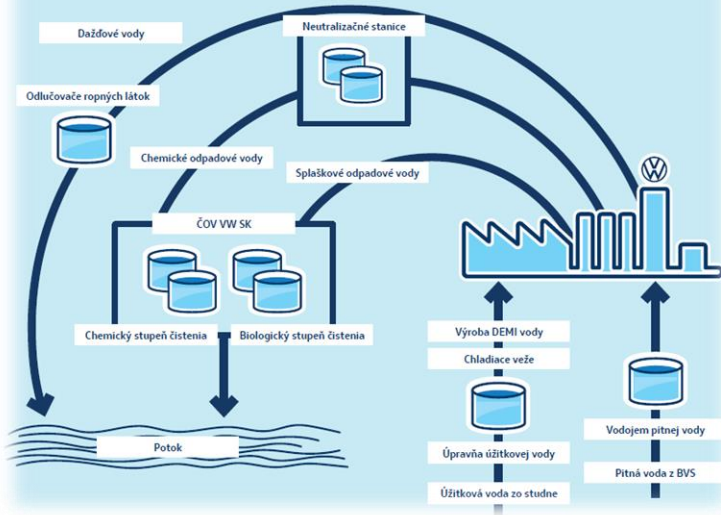 Dažďové vody
Neutralizačné stanice
Odlučovače ropných látok
Chemické odpadové vody
Splaškové odpadové vody
ČOV VW SK
Chemický stupeň čistenia
Biologický stupeň čistenia
Potok
VW
Výroba DEMI vody
Chladiace veže
Úpravňa úžitkovej vody
Úžitková voda zo studne
Vodojem pitnej vody
Pitná voda z BVS